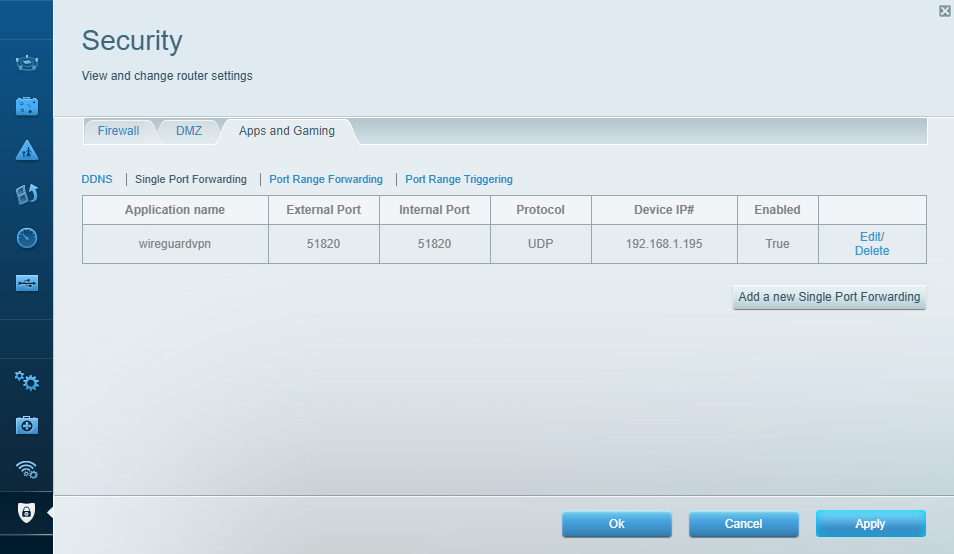 Security
View and change router settings
Firewall DMZ Apps and Gaming
DDNS | Single Port Forwarding | Port Range Forwarding | Port Range Triggering
Application name External Port Internal Port Protocol Device IP# Enabled
wireguardvpn 51820 51820 UDP 192.168.1.195 True Edit/
Delete
Add a new Single Port Forwarding
Ok Cancel Apply